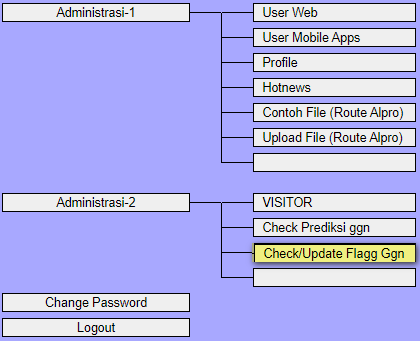 Administrasi-1
User Web
User Mobile Apps
Profile
Hotnews
Contoh File (Route Alpro)
Upload File (Route Alpro)
Administrasi-2
VISITOR
Check Prediksi ggn
Check/Update Flagg Ggn
Change Password
Logout